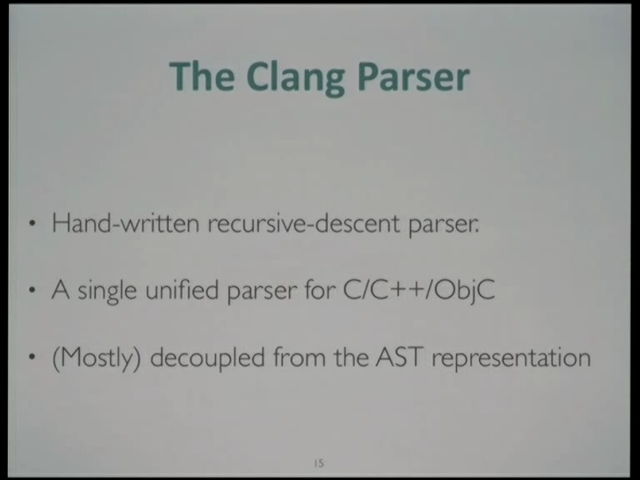 The Clang Parser
• Hand-written recursive-descent parser.
• A single unified parser for C/C++/ObjC
• (Mostly) decoupled from the AST representation
15